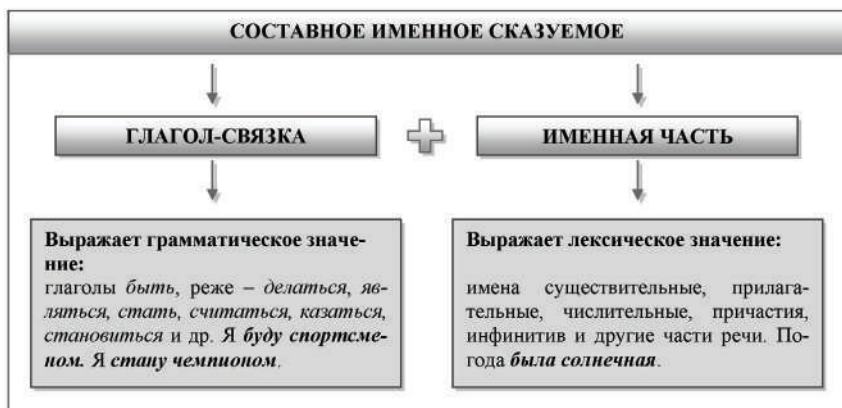 СОСТАВНОЕ ИМЕННОЕ СКАЗУЕМОЕ
ГЛАГОЛ-СВЯЗКА
ИМЕННАЯ ЧАСТЬ
Выражает грамматическое значе-
ние:
глаголы быть, реже – делаться, яв-
ляться, стать, считаться, казаться,
становиться и др. Я буду спортсме-
ном. Я стану чемпионом.
Выражает лексическое значение:
имена существительные, прилага-
тельные, числительные, причастия,
инфинитив и другие части речи. По-
года была солнечная.